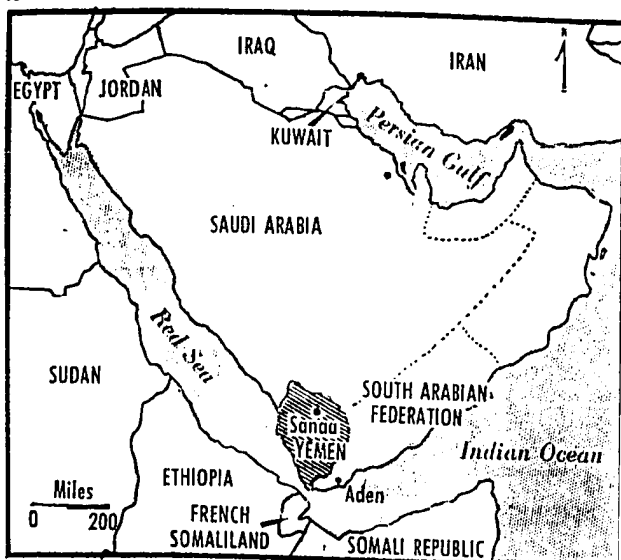 IRAQ
IRAN
EGYPT
JORDAN
KUWAIT
Persian Gulf
SAUDI ARABIA
Red Sea
SUDAN
SOUTH ARABIAN
FEDERATION
Sanaa
YEMEN
Indian Ocean
ETHIOPIA
Aden
Miles
0 200
FRENCH
SOMALILAND
SOMALI REPUBLIC